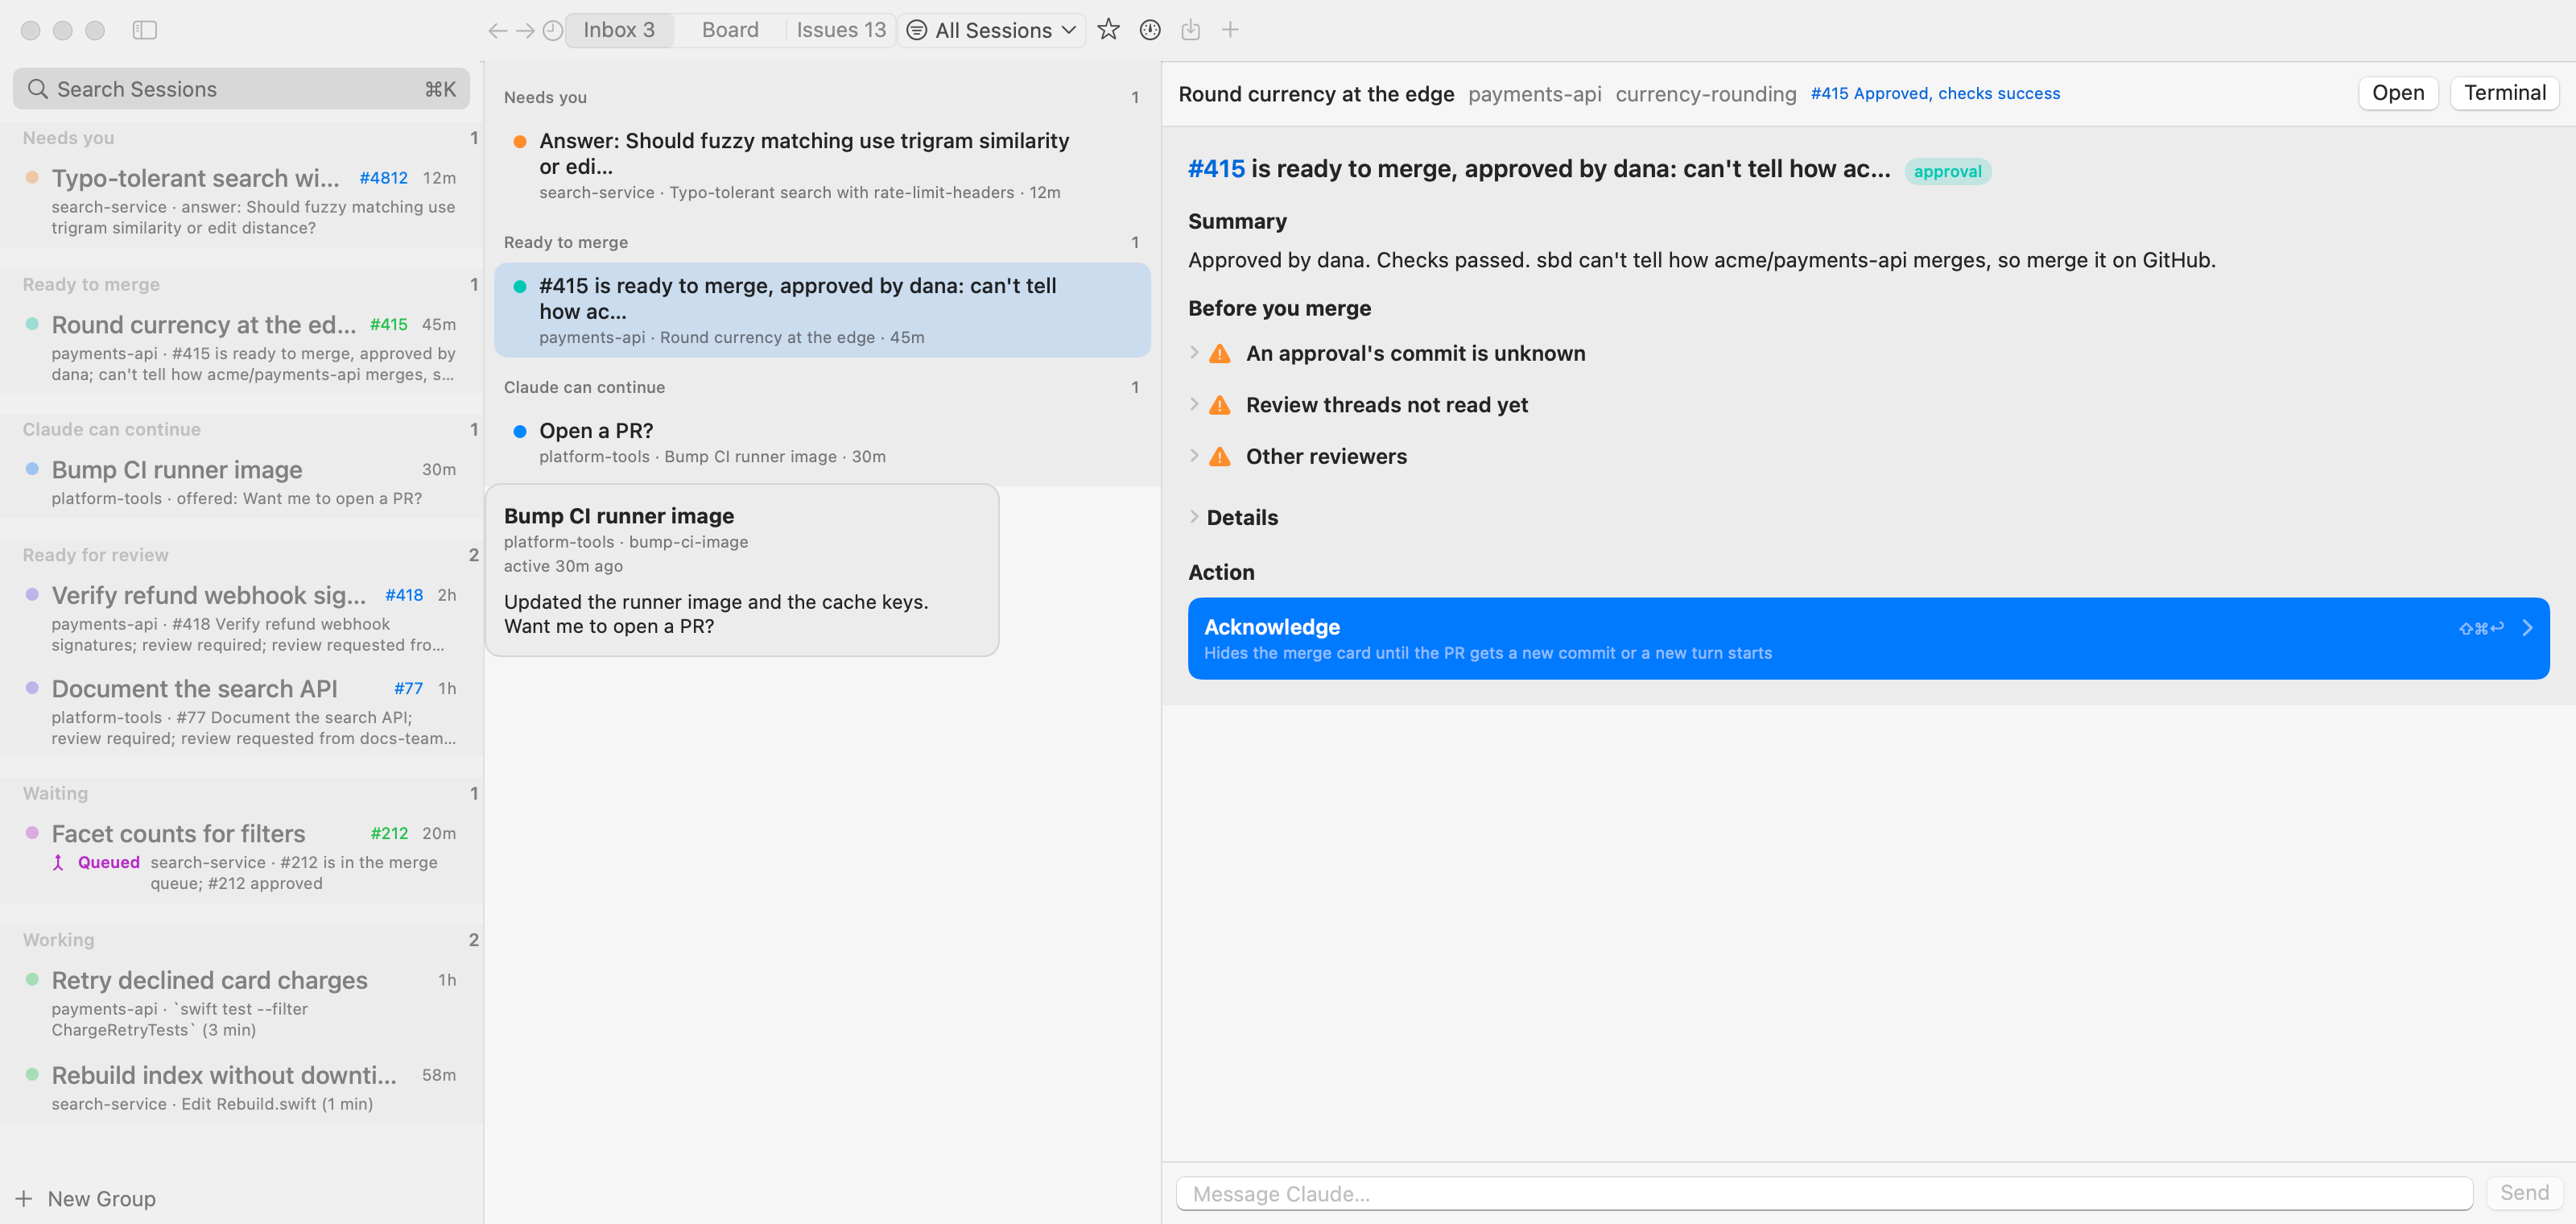 Inbox 3
Board
Issues 13
All Sessions
Search Sessions ⌘K
Needs you 1
Typo-tolerant search wi... #4812 12m
search-service · answer: Should fuzzy matching use
trigram similarity or edit distance?
Ready to merge 1
Round currency at the ed... #415 45m
payments-api · #415 is ready to merge, approved by
dana; can't tell how acme/payments-api merges, s...
Claude can continue 1
Bump CI runner image 30m
platform-tools · offered: Want me to open a PR?
Ready for review 2
Verify refund webhook sig... #418 2h
payments-api · #418 Verify refund webhook
signatures; review required; review requested fro...
Document the search API #77 1h
platform-tools · #77 Document the search API;
review required; review requested from docs-team...
Waiting 1
Facet counts for filters #212 20m
Queued search-service · #212 is in the merge
queue; #212 approved
Working 2
Retry declined card charges 1h
payments-api · `swift test --filter
ChargeRetryTests` (3 min)
Rebuild index without downti... 58m
search-service · Edit Rebuild.swift (1 min)
New Group
Needs you 1
Answer: Should fuzzy matching use trigram similarity
or edi...
search-service · Typo-tolerant search with rate-limit-headers · 12m
Ready to merge 1
#415 is ready to merge, approved by dana: can't tell
how ac...
payments-api · Round currency at the edge · 45m
Claude can continue 1
Open a PR?
platform-tools · Bump CI runner image · 30m
Bump CI runner image
platform-tools · bump-ci-image
active 30m ago
Updated the runner image and the cache keys.
Want me to open a PR?
Round currency at the edge payments-api currency-rounding #415 Approved, checks success
Open
Terminal
#415 is ready to merge, approved by dana: can't tell how ac... approval
Summary
Approved by dana. Checks passed. sbd can't tell how acme/payments-api merges, so merge it on GitHub.
Before you merge
An approval's commit is unknown
Review threads not read yet
Other reviewers
Details
Action
Acknowledge ⇧⌘↩
Hides the merge card until the PR gets a new commit or a new turn starts
Message Claude...
Send